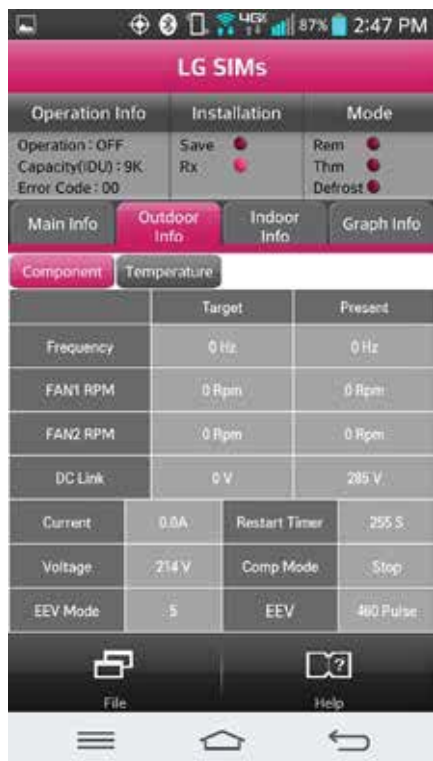 4G 87% 2:47 PM
LG SIMs
Operation Info Installation Mode
Operation : OFF Save Rem
Capacity(IDU) : 9K Rx Thm
Error Code : 00 Defrost
Main Info Outdoor Info Indoor Info Graph Info
Component Temperature
Target Present
Frequency 0 Hz 0 Hz
FAN1 RPM 0 Rpm 0 Rpm
FAN2 RPM 0 Rpm 0 Rpm
DC Link 0 V 285 V
Current 0.0A Restart Timer 255 S
Voltage 214 V Comp Mode Stop
EEV Mode 5 EEV 460 Pulse
File Help